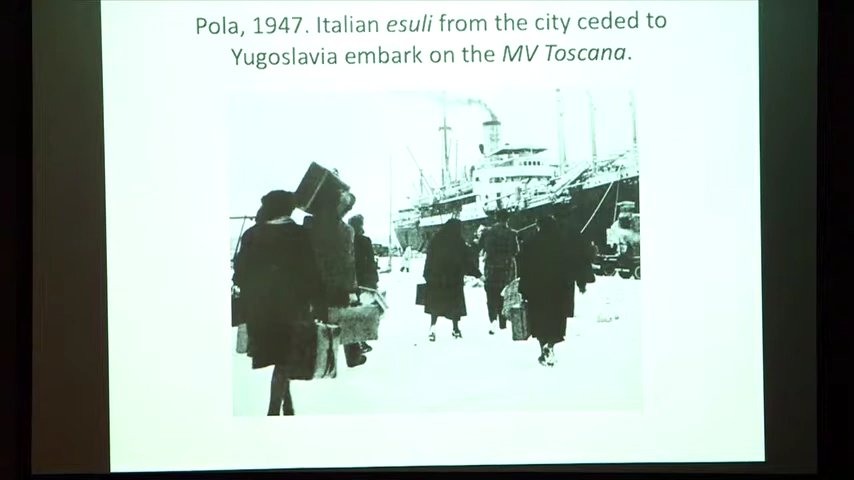 Pola, 1947. Italian esuli from the city ceded to
Yugoslavia embark on the MV Toscana.